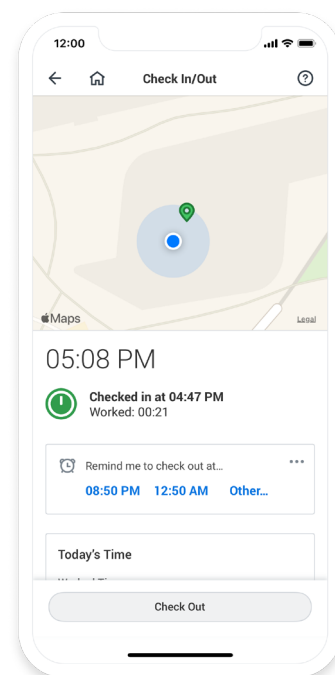 12:00
Check In/Out
Maps
Legal
05:08 PM
Checked in at 04:47 PM
Worked: 00:21
Remind me to check out at...
08:50 PM 12:50 AM Other...
Today's Time
Check Out